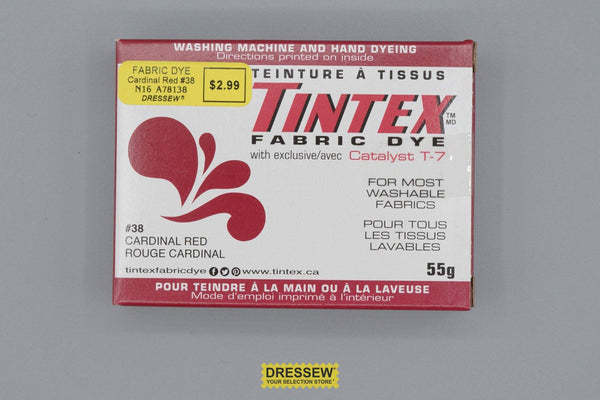 WASHING MACHINE AND HAND DYEING
Directions printed on inside
FABRIC DYE
Cardinal Red #38
N16 A78138
DRESSEW®
$2.99
TEINTURE À TISSUS
TINTEX
TM
MD
FABRIC DYE
with exclusive/avec Catalyst T-7
FOR MOST
WASHABLE
FABRICS
POUR TOUS
LES TISSUS
LAVABLES
#38
CARDINAL RED
ROUGE CARDINAL
tintexfabricdye www.tintex.ca
55g
POUR TEINDRE À LA MAIN OU À LA LAVEUSE
Mode d'emploi imprimé à l'intérieur
DRESSEW
YOUR SELECTION STORE